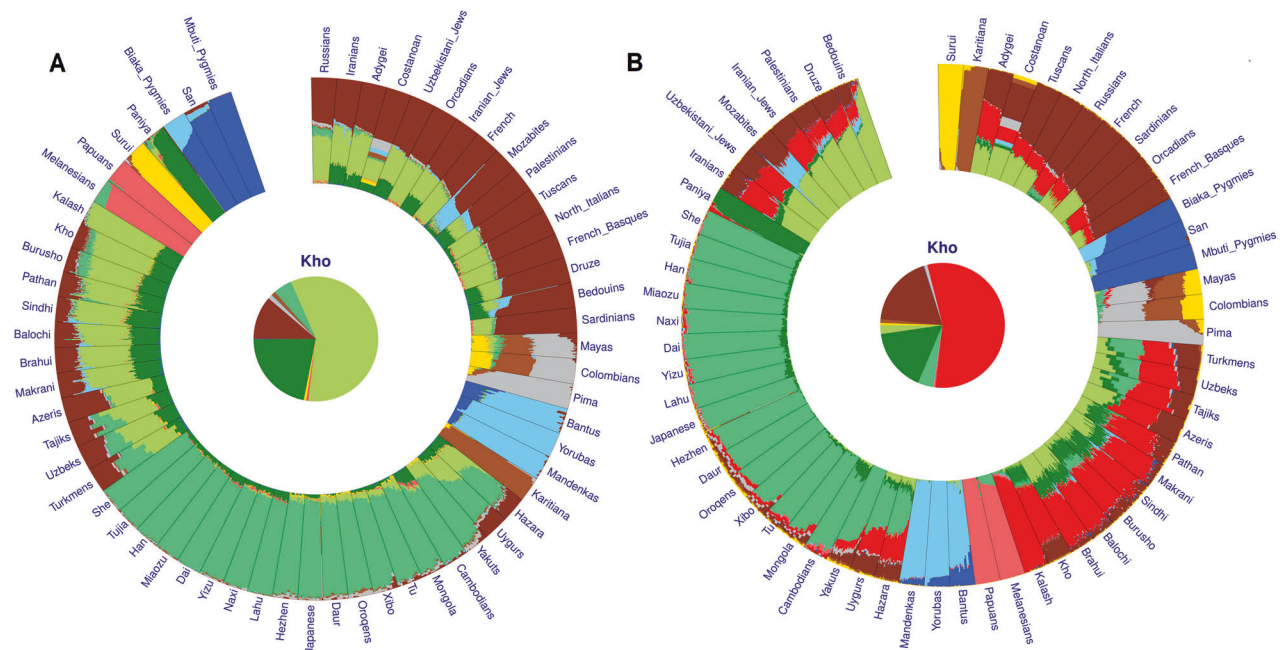 A
Mbuti_Pygmies
San
Biaka_Pygmies
Paniya
Surui
Papuans
Melanesians
Kalash
Kho
Burusho
Pathan
Sindhi
Balochi
Brahui
Makrani
Azeris
Tajiks
Uzbeks
Turkmens
She
Tujia
Han
Miaozu
Dai
Yizu
Naxi
Lahu
Hezhen
Japanese
Daur
Oroqens
Xibo
Tu
Mongola
Cambodians
Yakuts
Uygurs
Hazara
Karitiana
Mandenkas
Yorubas
Bantus
Pima
Colombians
Mayas
Sardinians
Bedouins
Druze
French_Basques
North_Italians
Tuscans
Palestinians
Mozabites
French
Iranian_Jews
Orcadians
Uzbekistani_Jews
Costanoan
Adygei
Iranians
Russians
Kho
B
Surui
Karitiana
Adygei
Costanoan
Tuscans
North_Italians
Russians
French
Sardinians
Orcadians
French_Basques
Biaka_Pygmies
San
Mbuti_Pygmies
Mayas
Colombians
Pima
Turkmens
Uzbeks
Tajiks
Azeris
Pathan
Makrani
Sindhi
Burusho
Balochi
Brahui
Kho
Kalash
Melanesians
Papuans
Bantus
Yorubas
Mandenkas
Hazara
Uygurs
Yakuts
Cambodians
Mongola
Tu
Xibo
Oroqens
Daur
Hezhen
Japanese
Lahu
Yizu
Dai
Naxi
Miaozu
Han
Tujia
She
Paniya
Iranians
Uzbekistani_Jews
Mozabites
Iranian_Jews
Palestinians
Druze
Bedouins
Kho